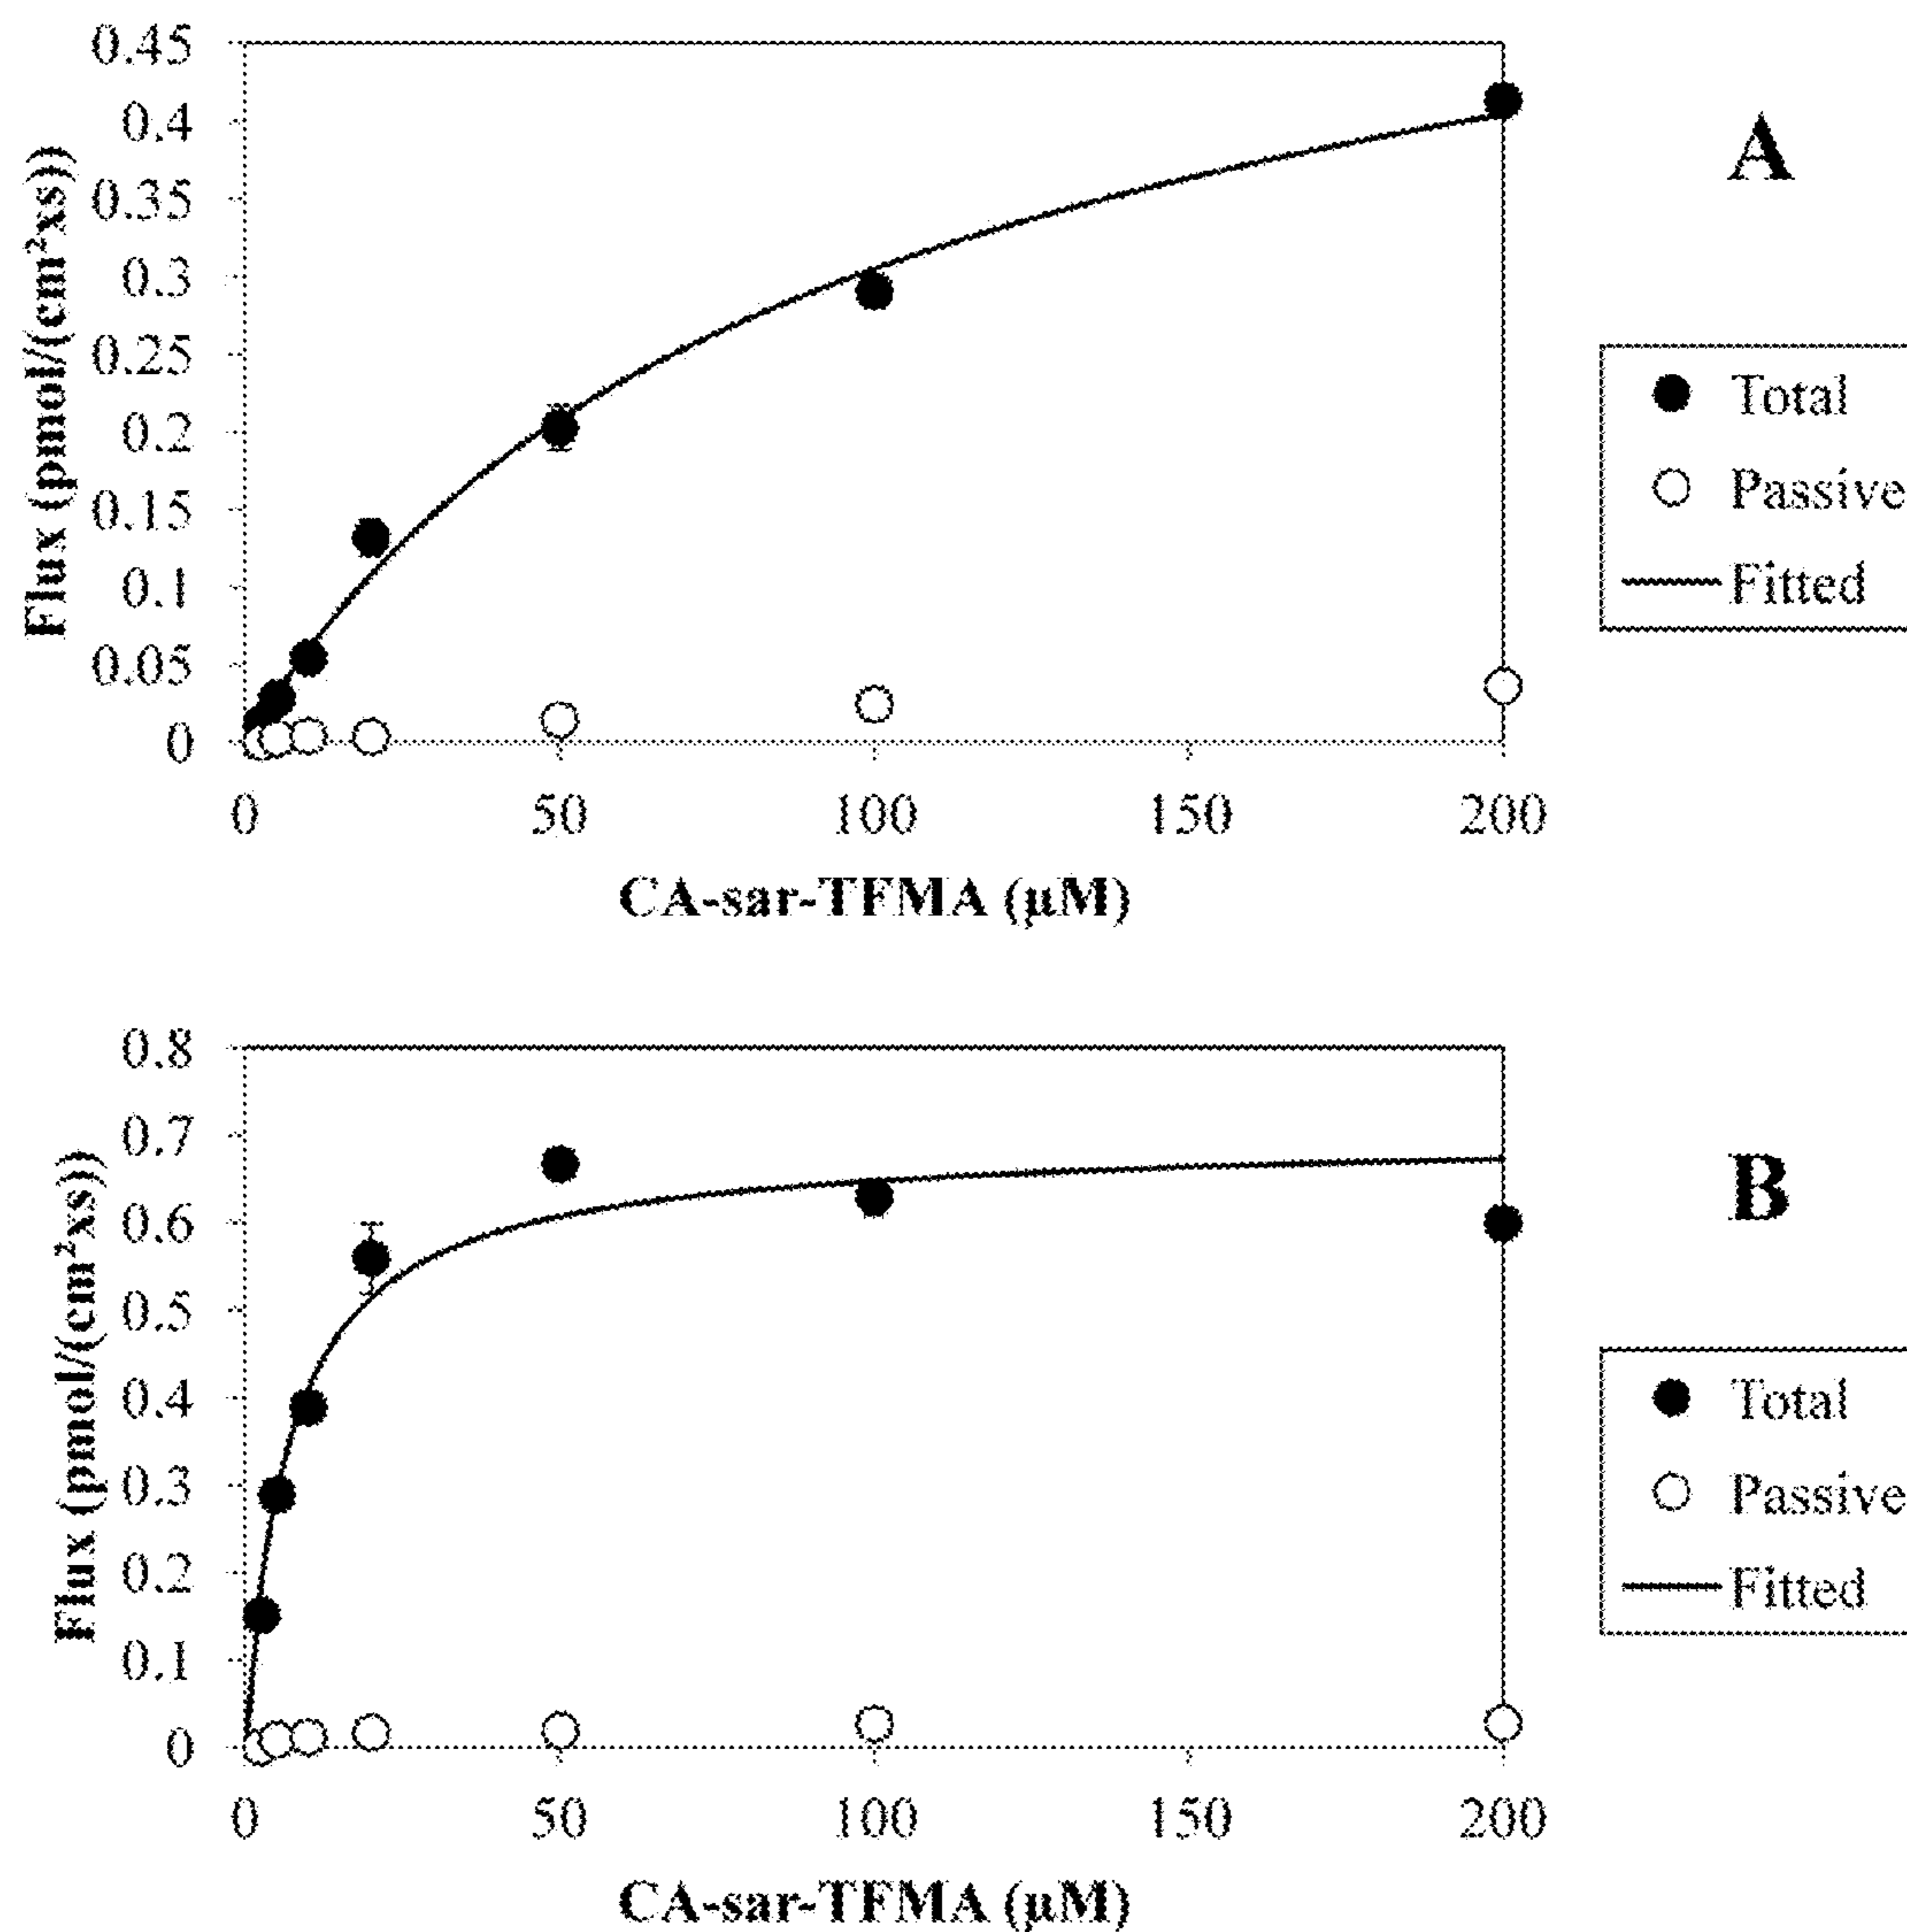 0.45
0.4
0.35
0.3
0.25
0.2
0.15
0.1
0.05
0
Flux (pmol/(cm²xs))
0 50 100 150 200
CA-sar-TFMA (µM)
A
Total
Passive
Fitted
0.8
0.7
0.6
0.5
0.4
0.3
0.2
0.1
0
Flux (pmol/(cm²xs))
0 50 100 150 200
CA-sar-TFMA (µM)
B
Total
Passive
Fitted